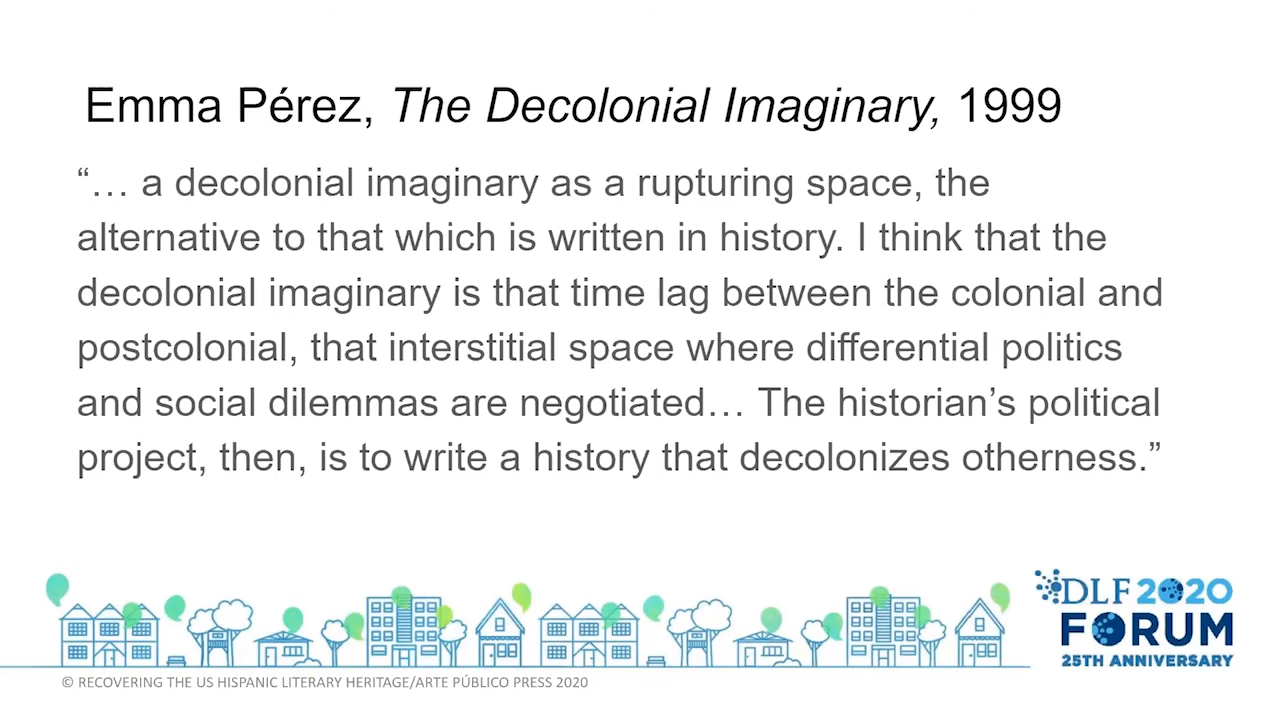 Emma Pérez, The Decolonial Imaginary, 1999
“… a decolonial imaginary as a rupturing space, the
alternative to that which is written in history. I think that the
decolonial imaginary is that time lag between the colonial and
postcolonial, that interstitial space where differential politics
and social dilemmas are negotiated… The historian’s political
project, then, is to write a history that decolonizes otherness.”
DLF 2020
FORUM
25TH ANNIVERSARY
© RECOVERING THE US HISPANIC LITERARY HERITAGE/ARTE PÚBLICO PRESS 2020